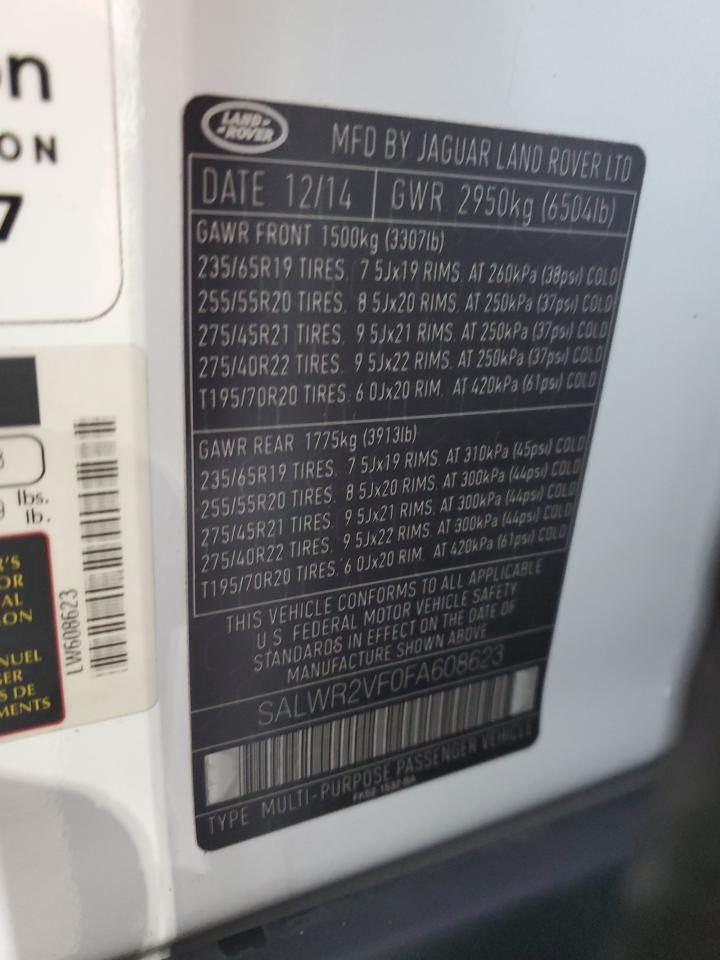 on
ON
7
LAND-
-ROVER
MFD BY JAGUAR LAND ROVER LTD
DATE 12/14 GWR 2950kg (6504lb)
GAWR FRONT 1500kg (3307lb)
235/65R19 TIRES. 7 5Jx19 RIMS. AT 260kPa (38psi) COLD
255/55R20 TIRES. 8 5Jx20 RIMS. AT 250kPa (37psi) COLD
275/45R21 TIRES. 9 5Jx21 RIMS. AT 250kPa (37psi) COLD
275/40R22 TIRES. 9 5Jx22 RIMS. AT 250kPa (37psi) COLD
T195/70R20 TIRES. 6 0Jx20 RIM. AT 420kPa (61psi) COLD
GAWR REAR 1775kg (3913lb)
235/65R19 TIRES. 7 5Jx19 RIMS. AT 310kPa (45psi) COLD
255/55R20 TIRES. 8 5Jx20 RIMS. AT 300kPa (44psi) COLD
275/45R21 TIRES. 9 5Jx21 RIMS. AT 300kPa (44psi) COLD
275/40R22 TIRES. 9 5Jx22 RIMS. AT 300kPa (44psi) COLD
T195/70R20 TIRES. 6 0Jx20 RIM. AT 420kPa (61psi) COLD
THIS VEHICLE CONFORMS TO ALL APPLICABLE
U.S. FEDERAL MOTOR VEHICLE SAFETY
STANDARDS IN EFFECT ON THE DATE OF
MANUFACTURE SHOWN ABOVE
SALWR2VF0FA608623
TYPE MULTI-PURPOSE PASSENGER VEHICLE
lbs.
lb.
LW608623
R'S
OR
AL
ON
NUEL
GER
S DE
MENTS